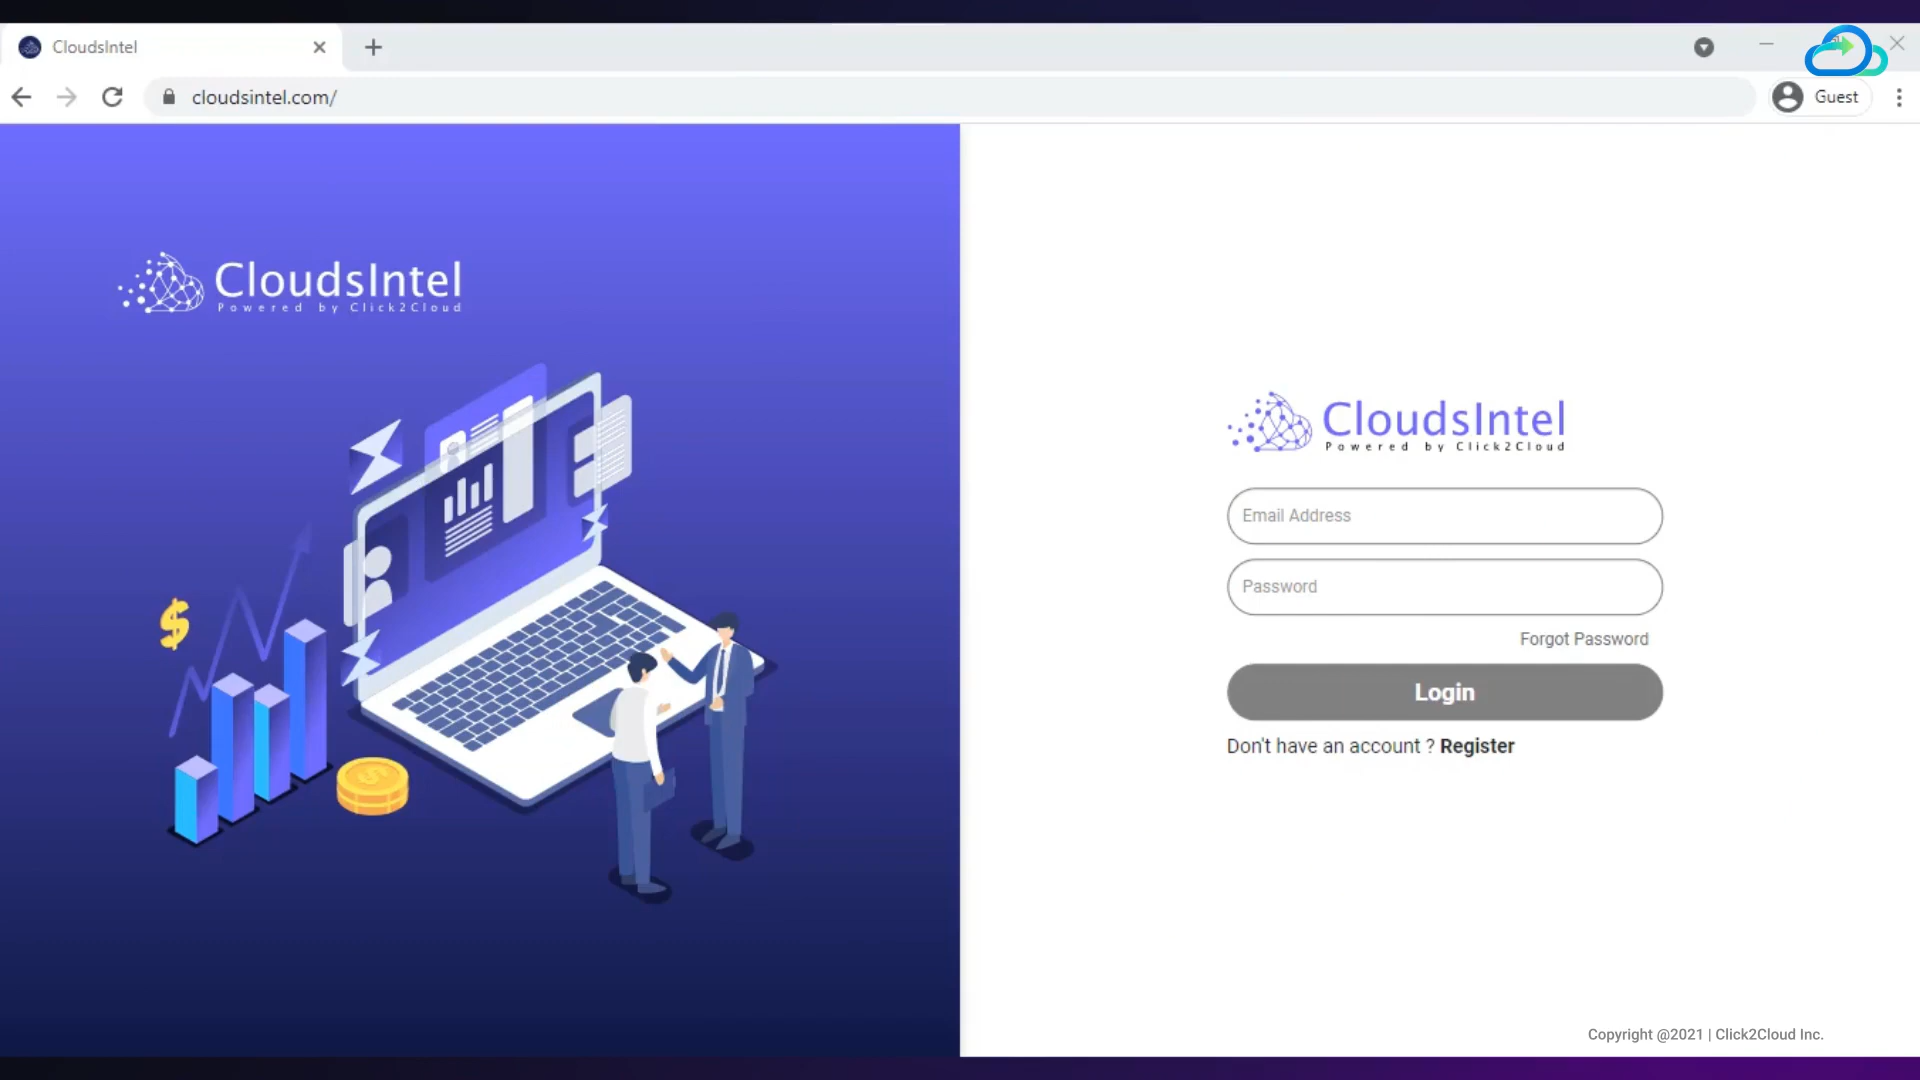 CloudsIntel
cloudsintel.com/
Guest
CloudsIntel
Powered by Click2Cloud
CloudsIntel
Powered by Click2Cloud
Email Address
Password
Forgot Password
Login
Don't have an account ? Register
Copyright @2021 | Click2Cloud Inc.